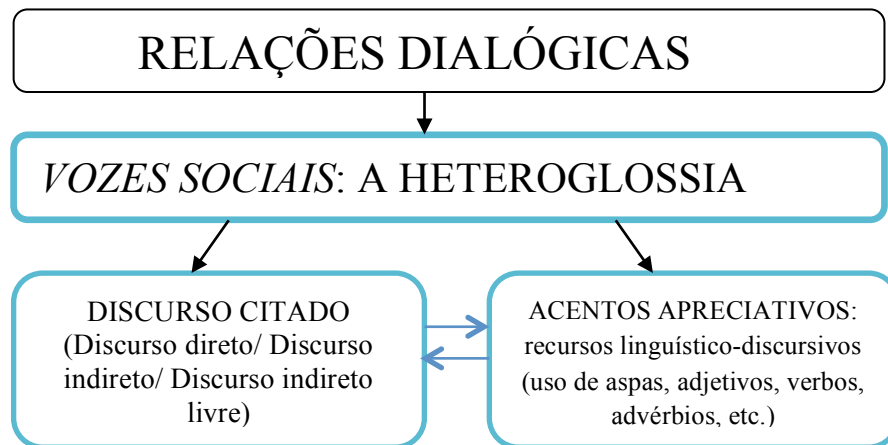 RELAÇÕES DIALÓGICAS
VOZES SOCIAIS: A HETEROGLOSSIA
DISCURSO CITADO
(Discurso direto/ Discurso
indireto/ Discurso indireto
livre)
ACENTOS APRECIATIVOS:
recursos linguístico-discursivos
(uso de aspas, adjetivos, verbos,
advérbios, etc.)